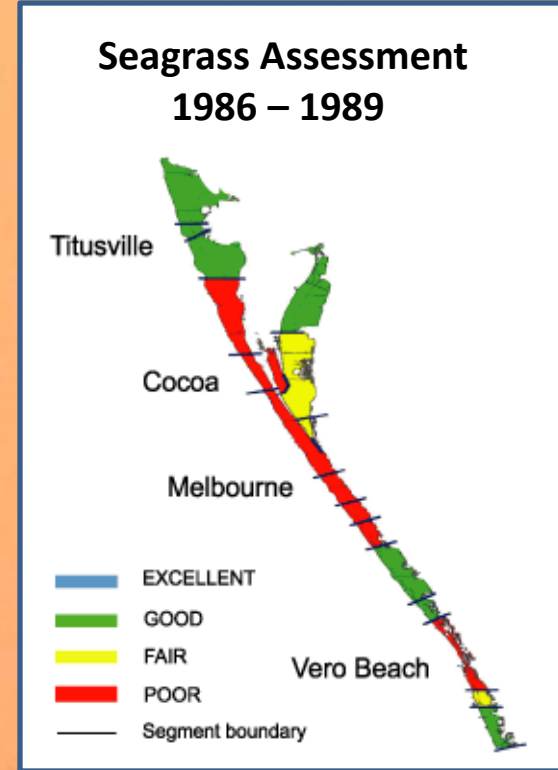 Seagrass Assessment
1986 – 1989
Titusville
Cocoa
Melbourne
Vero Beach
EXCELLENT
GOOD
FAIR
POOR
Segment boundary